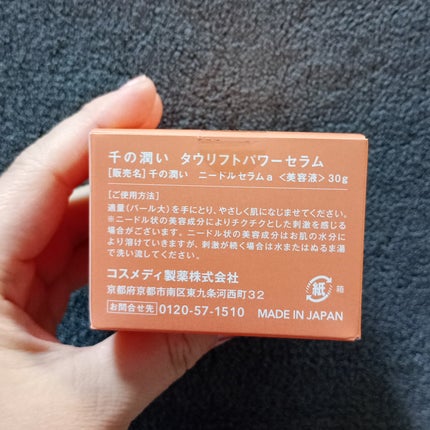 千の潤い タウリフトパワーセラム
[販売名]千の潤い ニードルセラムa 〈美容液〉30g
[ご使用方法]
適量(パール大)を手にとり、やさしく肌になじませてください。
※ニードル状の美容成分によりチクチクとした刺激を感じる
場合がございます。ニードル状の美容成分はお肌の水分に
より溶けていきますが、刺激が続く場合は水またはぬるま湯
で洗い流してください。
コスメディ製薬株式会社
京都府京都市南区東九条河西町32
お問合せ先 0120-57-1510
紙 箱
MADE IN JAPAN